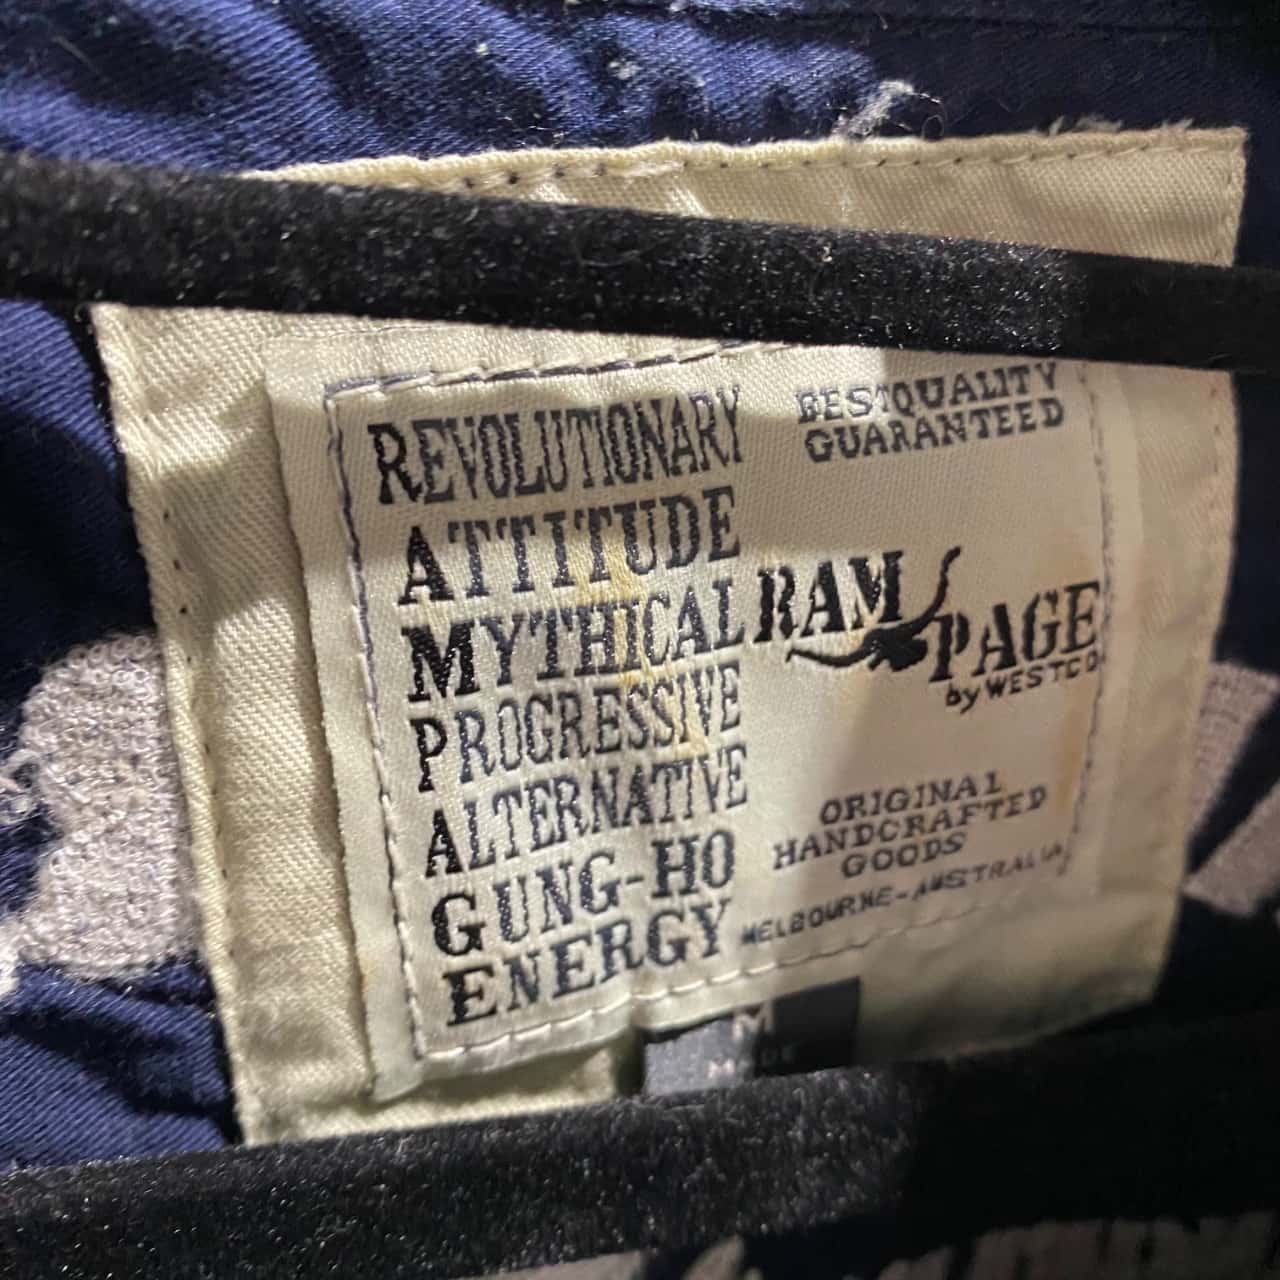 REVOLUTIONARY
ATTITUDE
MYTHICAL
PROGRESSIVE
ALTERNATIVE
GUNG-HO
ENERGY
BESTQUALITY
GUARANTEED
RAM
PAGE
by WESTCO
ORIGINAL
HANDCRAFTED
GOODS
MELBOURNE-AUSTRALIA
M
MADE